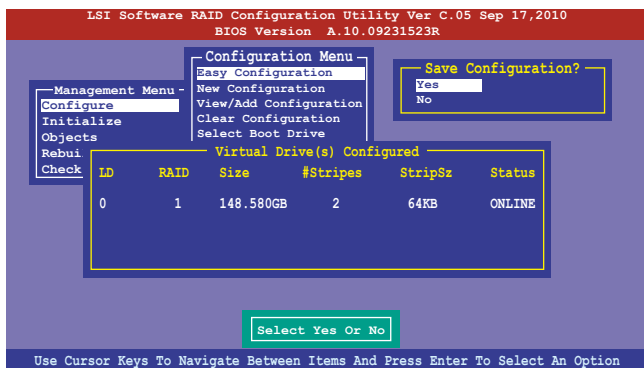 LSI Software RAID Configuration Utility Ver C.05 Sep 17,2010
BIOS Version A.10.09231523R
Configuration Menu
Easy Configuration
New Configuration
View/Add Configuration
Clear Configuration
Select Boot Drive
Save Configuration?
Yes
No
Management Menu
Configure
Initialize
Objects
Rebui
Check
Virtual Drive(s) Configured
LD RAID Size #Stripes StripSz Status
0 1 148.580GB 2 64KB ONLINE
Select Yes Or No
Use Cursor Keys To Navigate Between Items And Press Enter To Select An Option